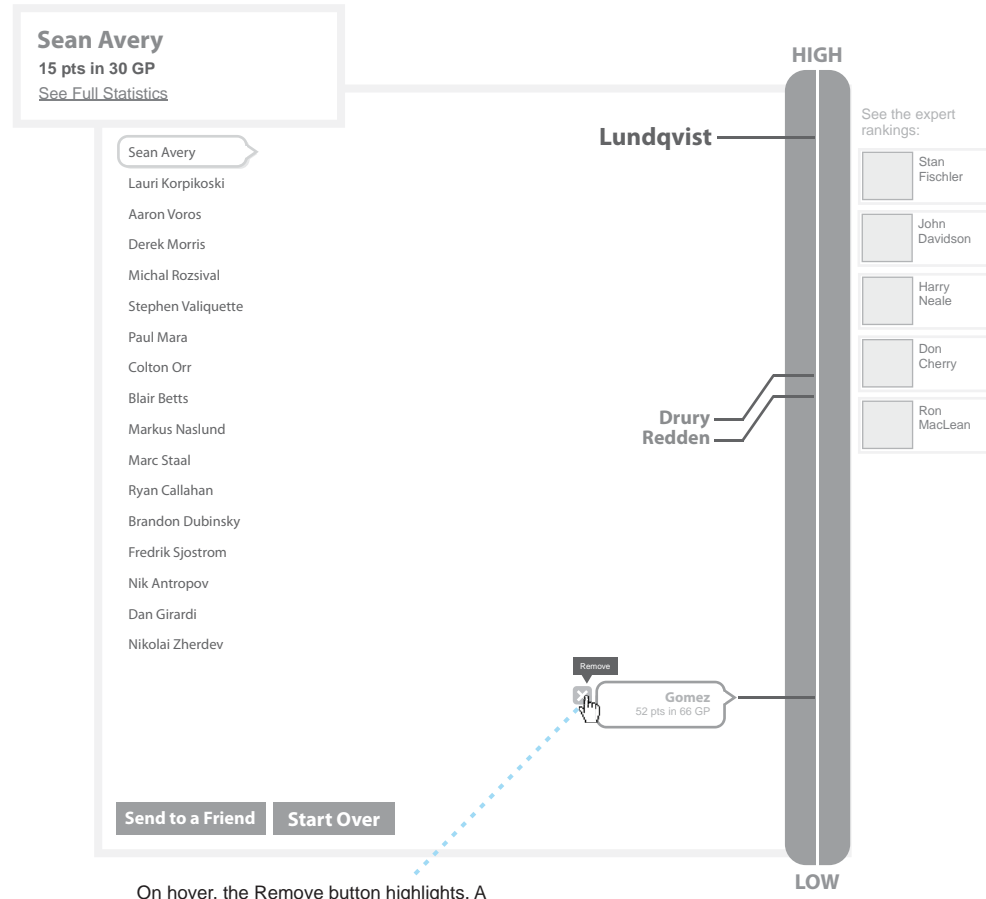 Sean Avery
15 pts in 30 GP
See Full Statistics
HIGH
See the expert
rankings:
Stan
Fischler
John
Davidson
Harry
Neale
Don
Cherry
Ron
MacLean
Sean Avery
Lauri Korpikoski
Aaron Voros
Derek Morris
Michal Rozsival
Stephen Valiquette
Paul Mara
Colton Orr
Blair Betts
Markus Naslund
Marc Staal
Ryan Callahan
Brandon Dubinsky
Fredrik Sjostrom
Nik Antropov
Dan Girardi
Nikolai Zherdev
Lundqvist
Drury
Redden
Remove
Gomez
52 pts in 66 GP
Send to a Friend
Start Over
LOW
On hover, the Remove button highlights. A